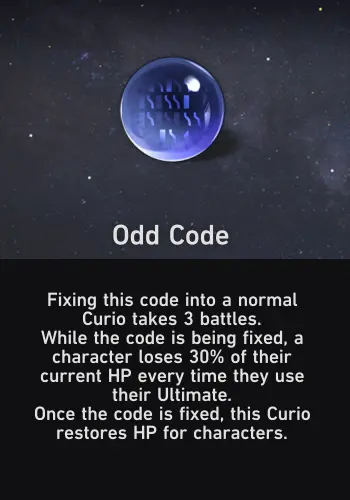 Odd Code
Fixing this code into a normal
Curio takes 3 battles.
While the code is being fixed, a
character loses 30% of their
current HP every time they use
their Ultimate.
Once the code is fixed, this Curio
restores HP for characters.